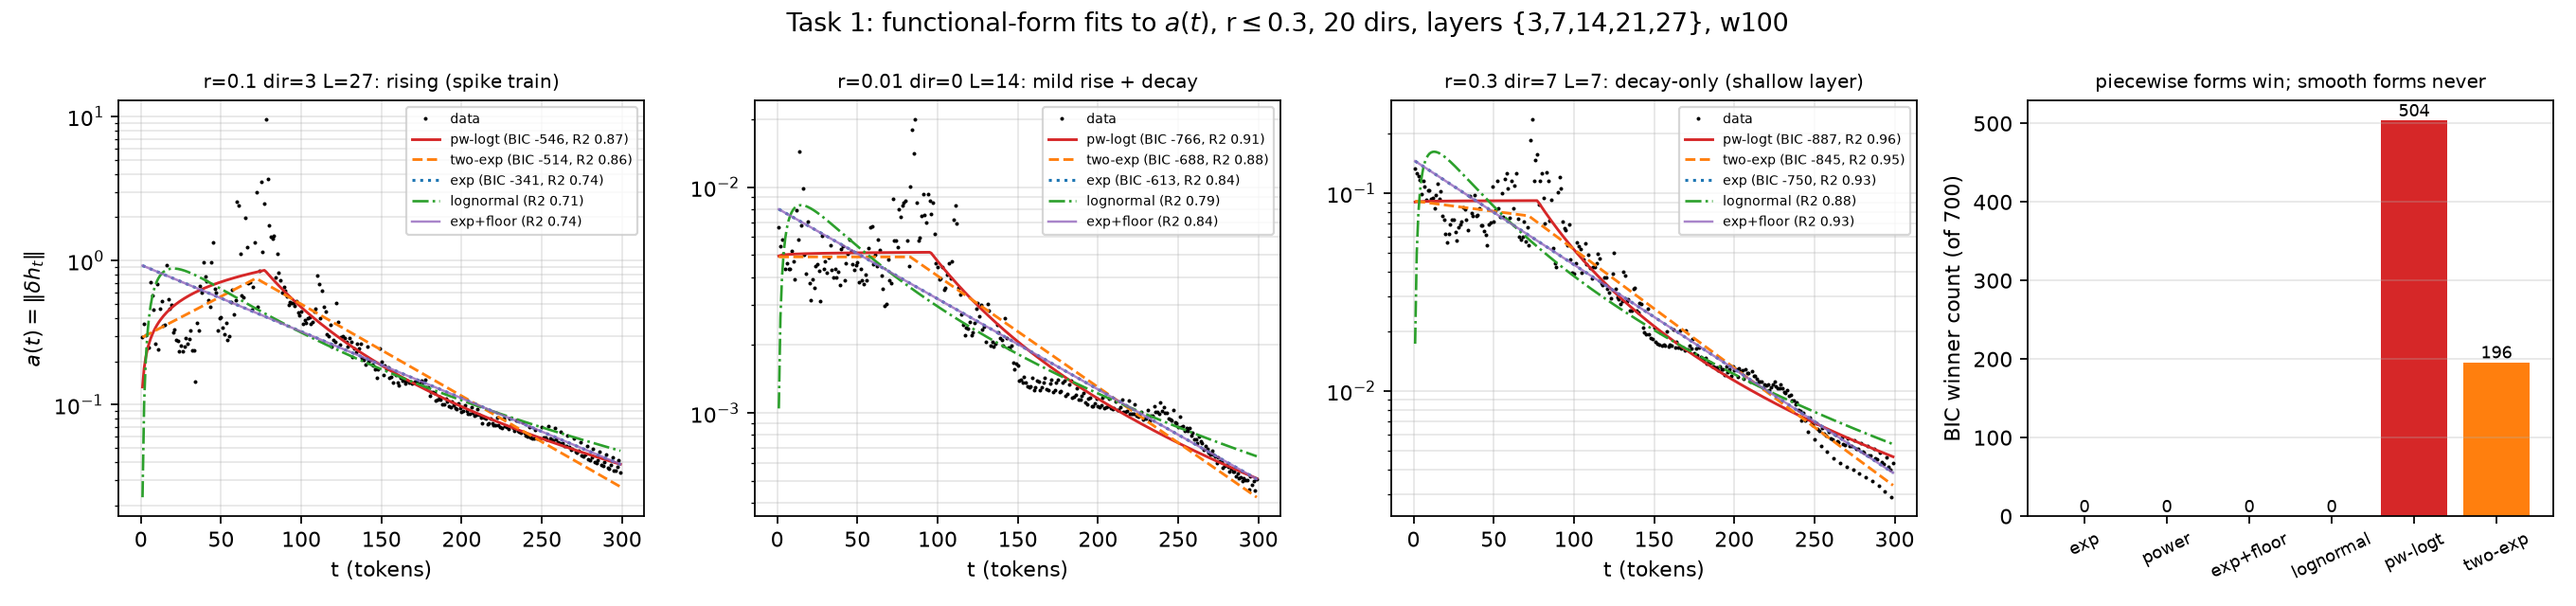 Task 1: functional-form fits to a(t), r ≤ 0.3, 20 dirs, layers {3,7,14,21,27}, w100
r=0.1 dir=3 L=27: rising (spike train)
a(t) = ‖δh_t‖
10^1
10^0
10^−1
data
pw-logt (BIC -546, R2 0.87)
two-exp (BIC -514, R2 0.86)
exp (BIC -341, R2 0.74)
lognormal (R2 0.71)
exp+floor (R2 0.74)
0 50 100 150 200 250 300
t (tokens)
r=0.01 dir=0 L=14: mild rise + decay
10^−2
10^−3
data
pw-logt (BIC -766, R2 0.91)
two-exp (BIC -688, R2 0.88)
exp (BIC -613, R2 0.84)
lognormal (R2 0.79)
exp+floor (R2 0.84)
0 50 100 150 200 250 300
t (tokens)
r=0.3 dir=7 L=7: decay-only (shallow layer)
10^−1
10^−2
data
pw-logt (BIC -887, R2 0.96)
two-exp (BIC -845, R2 0.95)
exp (BIC -750, R2 0.93)
lognormal (R2 0.88)
exp+floor (R2 0.93)
0 50 100 150 200 250 300
t (tokens)
piecewise forms win; smooth forms never
BIC winner count (of 700)
500
400
300
200
100
0
0 0 0 0 504 196
exp power exp+floor lognormal pw-logt two-exp